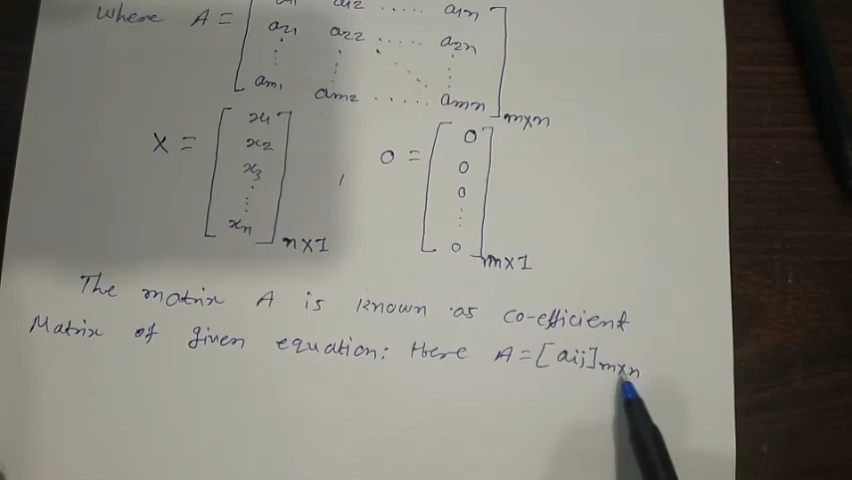 where A = [ a11 a12 ..... a1n
a21 a22 ..... a2n
am1 am2 ..... amn ] m×n
X = [ x1 x2 x3 ... xn ] n×1 , 0 = [ 0 0 0 ... 0 ] m×1
The matrix A is known as co-efficient
Matrix of given equation: Here A = [aij] m×n